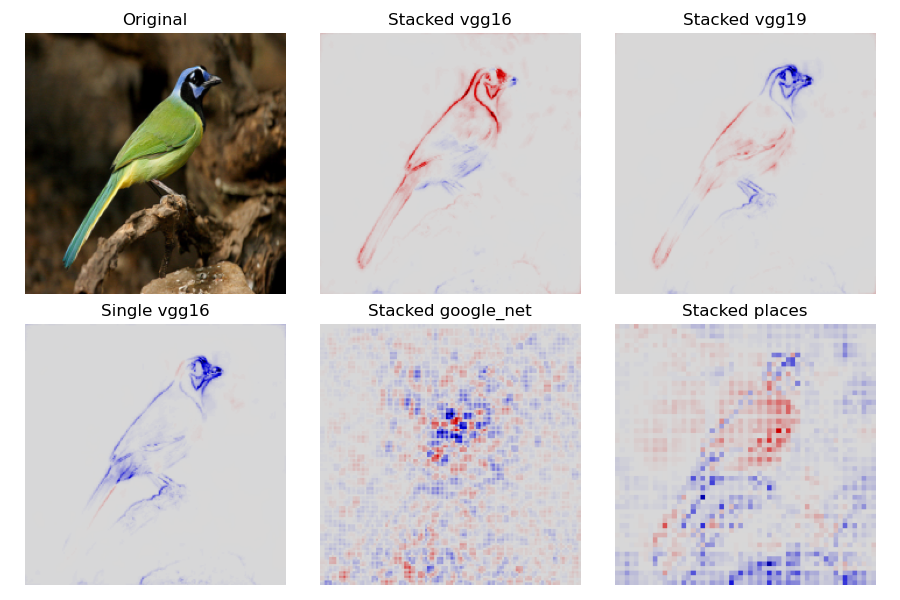 Original
Stacked vgg16
Stacked vgg19
Single vgg16
Stacked google_net
Stacked places